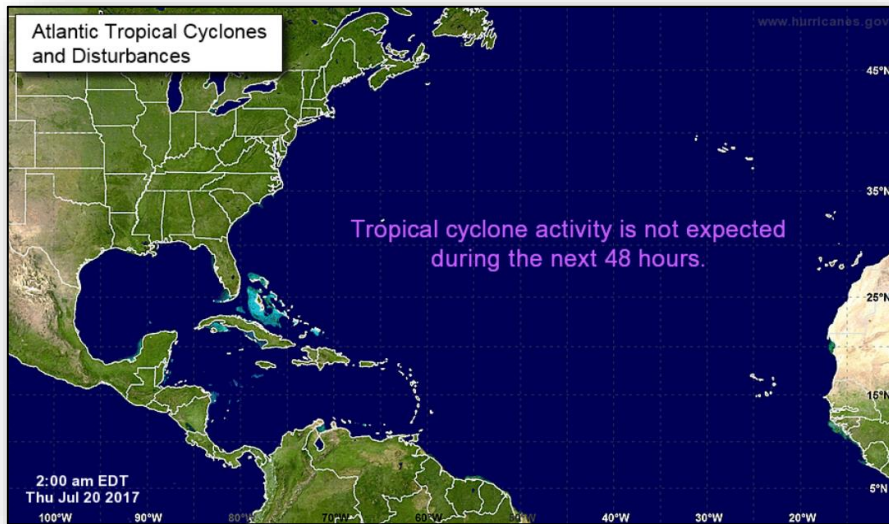 Atlantic Tropical Cyclones
and Disturbances
www.hurricanes.gov
45°N
35°N
Tropical cyclone activity is not expected
during the next 48 hours.
25°N
15°N
2:00 am EDT
Thu Jul 20 2017
5°N
100°W 90°W 80°W 70°W 60°W 50°W 40°W 30°W 20°W